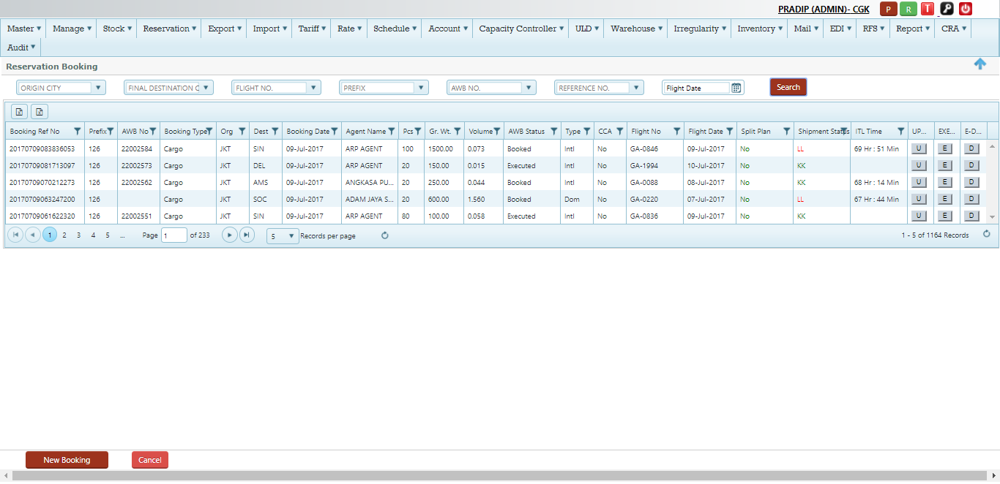 PRADIP (ADMIN)- CGK P R T
Master Manage Stock Reservation Export Import Tariff Rate Schedule Account Capacity Controller ULD Warehouse Irregularity Inventory Mail EDI RFS Report CRA
Audit
Reservation Booking
ORIGIN CITY FINAL DESTINATION C FLIGHT NO. PREFIX AWB NO. REFERENCE NO. Flight Date Search
Booking Ref No Prefix AWB No Booking Type Org Dest Booking Date Agent Name Pcs Gr. Wt. Volume AWB Status Type CCA Flight No Flight Date Split Plan Shipment Status ITL Time UP... EXE... E-D...
20170709083836053 126 22002584 Cargo JKT SIN 09-Jul-2017 ARP AGENT 100 1500.00 0.073 Booked Intl No GA-0846 09-Jul-2017 No LL 69 Hr : 51 Min U E D
20170709081713097 126 22002573 Cargo JKT DEL 09-Jul-2017 ARP AGENT 20 150.00 0.015 Executed Intl No GA-1994 10-Jul-2017 No KK U E D
20170709070212273 126 22002562 Cargo JKT AMS 09-Jul-2017 ANGKASA PU... 20 250.00 0.044 Booked Intl No GA-0088 08-Jul-2017 No KK 68 Hr : 14 Min U E D
20170709063247200 126 Cargo JKT SOC 09-Jul-2017 ADAM JAYA S... 20 600.00 1.560 Booked Dom No GA-0220 07-Jul-2017 No LL 67 Hr : 44 Min U E D
20170709061622320 126 22002551 Cargo JKT SIN 09-Jul-2017 ARP AGENT 80 100.00 0.058 Executed Intl No GA-0836 09-Jul-2017 No KK U E D
1 2 3 4 5 ... Page 1 of 233 5 Records per page 1 - 5 of 1164 Records
New Booking Cancel